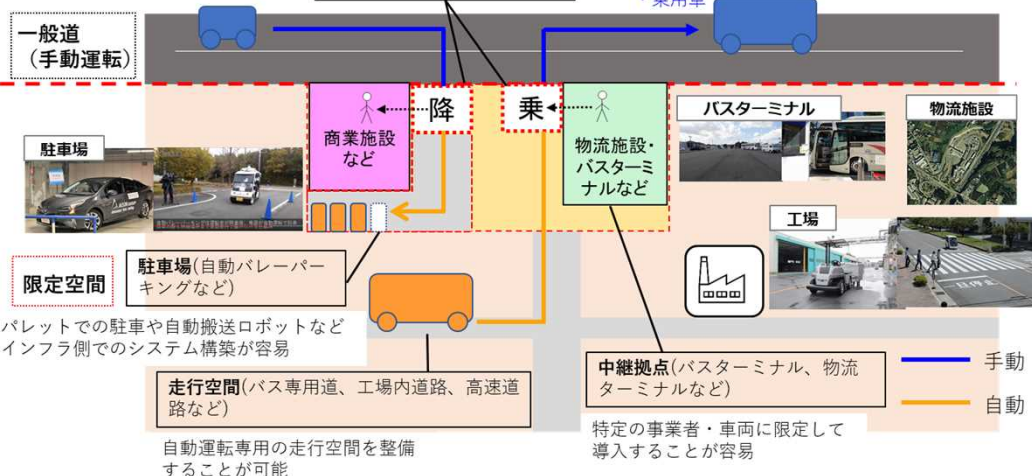 乗用車
一般道
(手動運転)
降
乗
商業施設
など
物流施設・
バスターミ
ナルなど
バスターミナル
物流施設
駐車場
工場
限定空間
駐車場(自動バレーパー
キングなど)
パレットでの駐車や自動搬送ロボットなど
インフラ側でのシステム構築が容易
走行空間(バス専用道、工場内道路、高速道
路など)
自動運転専用の走行空間を整備
することが可能
中継拠点(バスターミナル、物流
ターミナルなど)
特定の事業者・車両に限定して
導入することが容易
手動
自動